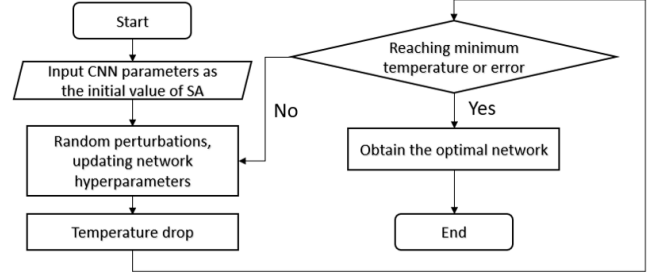 Start
Input CNN parameters as
the initial value of SA
Random perturbations,
updating network
hyperparameters
Temperature drop
Reaching minimum
temperature or error
No
Yes
Obtain the optimal network
End